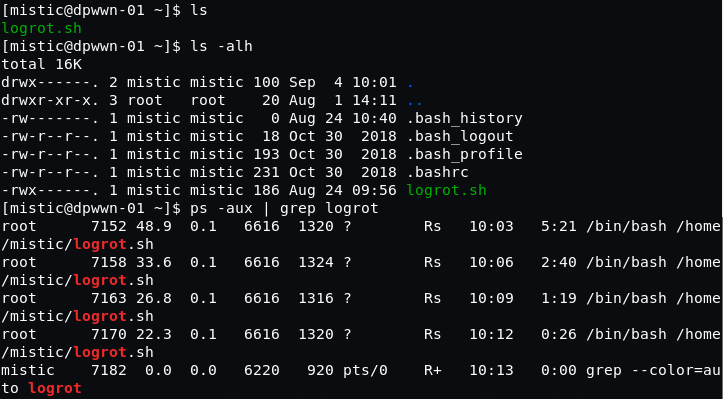 [mistic@dpwwn-01 ~]$ ls
logrot.sh
[mistic@dpwwn-01 ~]$ ls -alh
total 16K
drwx------. 2 mistic mistic 100 Sep  4 10:01 .
drwxr-xr-x. 3 root   root    20 Aug  1 14:11 ..
-rw-------. 1 mistic mistic   0 Aug 24 10:40 .bash_history
-rw-r--r--. 1 mistic mistic  18 Oct 30  2018 .bash_logout
-rw-r--r--. 1 mistic mistic 193 Oct 30  2018 .bash_profile
-rw-r--r--. 1 mistic mistic 231 Oct 30  2018 .bashrc
-rwx------. 1 mistic mistic 186 Aug 24 09:56 logrot.sh
[mistic@dpwwn-01 ~]$ ps -aux | grep logrot
root      7152 48.9  0.1   6616  1320 ?        Rs   10:03   5:21 /bin/bash /home
/mistic/logrot.sh
root      7158 33.6  0.1   6616  1324 ?        Rs   10:06   2:40 /bin/bash /home
/mistic/logrot.sh
root      7163 26.8  0.1   6616  1316 ?        Rs   10:09   1:19 /bin/bash /home
/mistic/logrot.sh
root      7170 22.3  0.1   6616  1320 ?        Rs   10:12   0:26 /bin/bash /home
/mistic/logrot.sh
mistic    7182  0.0  0.0   6220   920 pts/0    R+   10:13   0:00 grep --color=au
to logrot